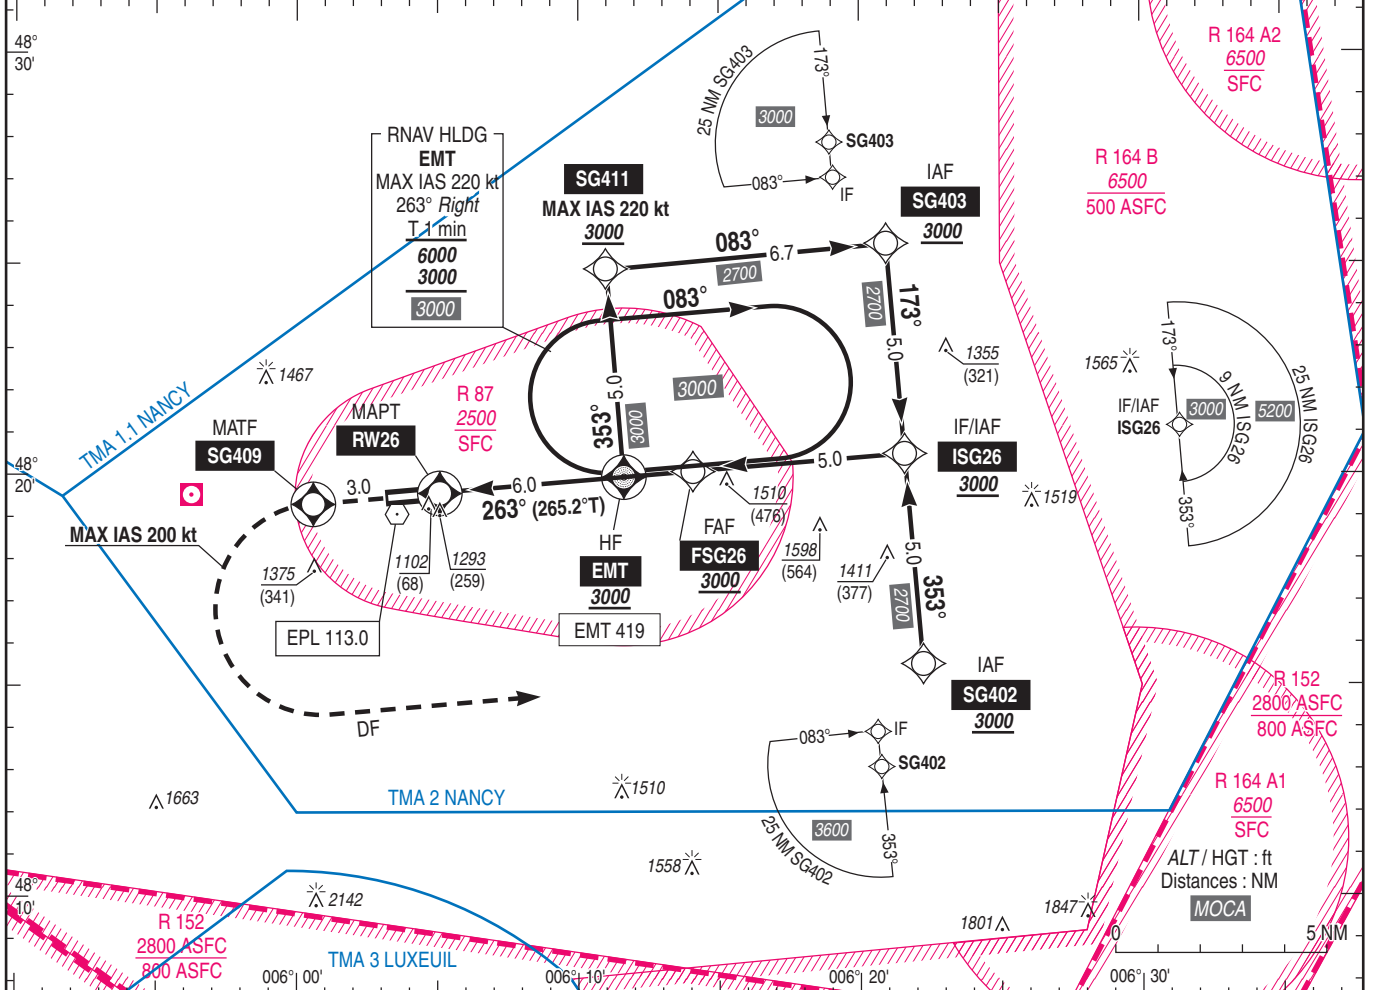 48°
30'
RNAV HLDG
EMT
MAX IAS 220 kt
263° Right
T 1 min
6000
3000
3000
25 NM SG403
173°
3000
SG403
083°
IF
R 164 A2
6500
SFC
R 164 B
6500
500 ASFC
SG411
MAX IAS 220 kt
3000
IAF
SG403
3000
083°
6.7
2700
083°
2700
173°
5.0
1355
(321)
1467
TMA 1.1 NANCY
R 87
2500
SFC
5.0
353°
3000
3000
MATF
SG409
MAPT
RW26
IF/IAF
ISG26
3000
1565
173°
IF/IAF
ISG26
3000
9 NM ISG26
5200
25 NM ISG26
353°
48°
20'
3.0
6.0
263° (265.2°T)
5.0
1510
(476)
1519
MAX IAS 200 kt
1375
(341)
1102
(68)
1293
(259)
HF
EMT
3000
EMT 419
FAF
FSG26
3000
1598
(564)
1411
(377)
5.0
353°
2700
EPL 113.0
IAF
SG402
3000
DF
R 152
2800 ASFC
800 ASFC
083°
IF
SG402
3600
353°
25 NM SG402
1663
TMA 2 NANCY
1510
1558
R 164 A1
6500
SFC
ALT / HGT : ft
Distances : NM
MOCA
48°
10'
2142
1801
1847
0
5 NM
R 152
2800 ASFC
800 ASFC
TMA 3 LUXEUIL
006° 00'
006° 10'
006° 20'
006° 30'